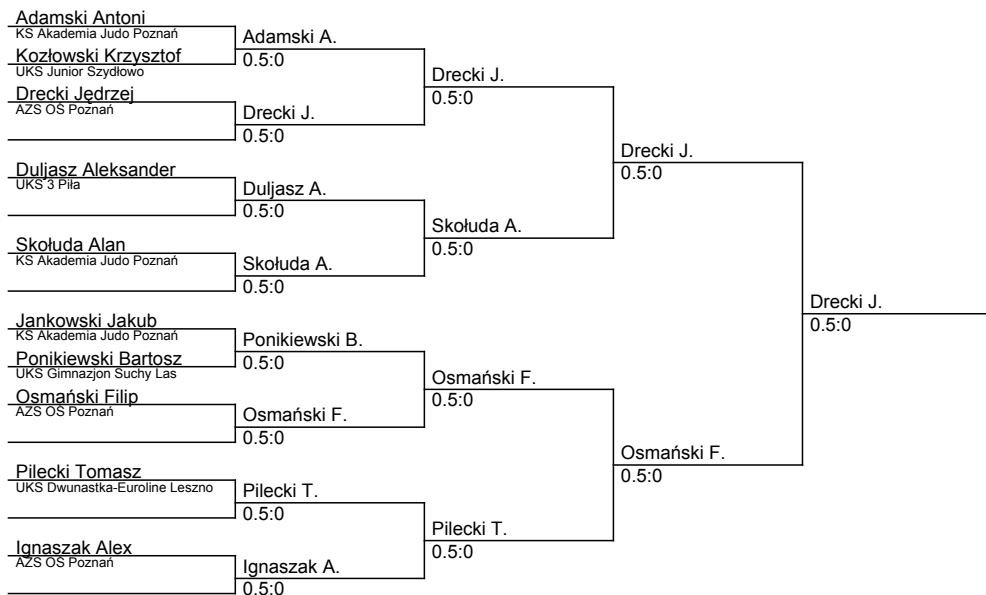 Adamski Antoni
KS Akademia Judo Poznań
Kozłowski Krzysztof
UKS Junior Szydłowo
Drecki Jędrzej
AZS OŚ Poznań
Duljasz Aleksander
UKS 3 Piła
Skołuda Alan
KS Akademia Judo Poznań
Jankowski Jakub
KS Akademia Judo Poznań
Ponikiewski Bartosz
UKS Gimnazjon Suchy Las
Osmański Filip
AZS OŚ Poznań
Pilecki Tomasz
UKS Dwunastka-Euroline Leszno
Ignaszak Alex
AZS OŚ Poznań
Adamski A.
0.5:0
Drecki J.
0.5:0
Duljasz A.
0.5:0
Skołuda A.
0.5:0
Ponikiewski B.
0.5:0
Osmański F.
0.5:0
Pilecki T.
0.5:0
Ignaszak A.
0.5:0
Drecki J.
0.5:0
Skołuda A.
0.5:0
Osmański F.
0.5:0
Pilecki T.
0.5:0
Drecki J.
0.5:0
Osmański F.
0.5:0
Drecki J.
0.5:0